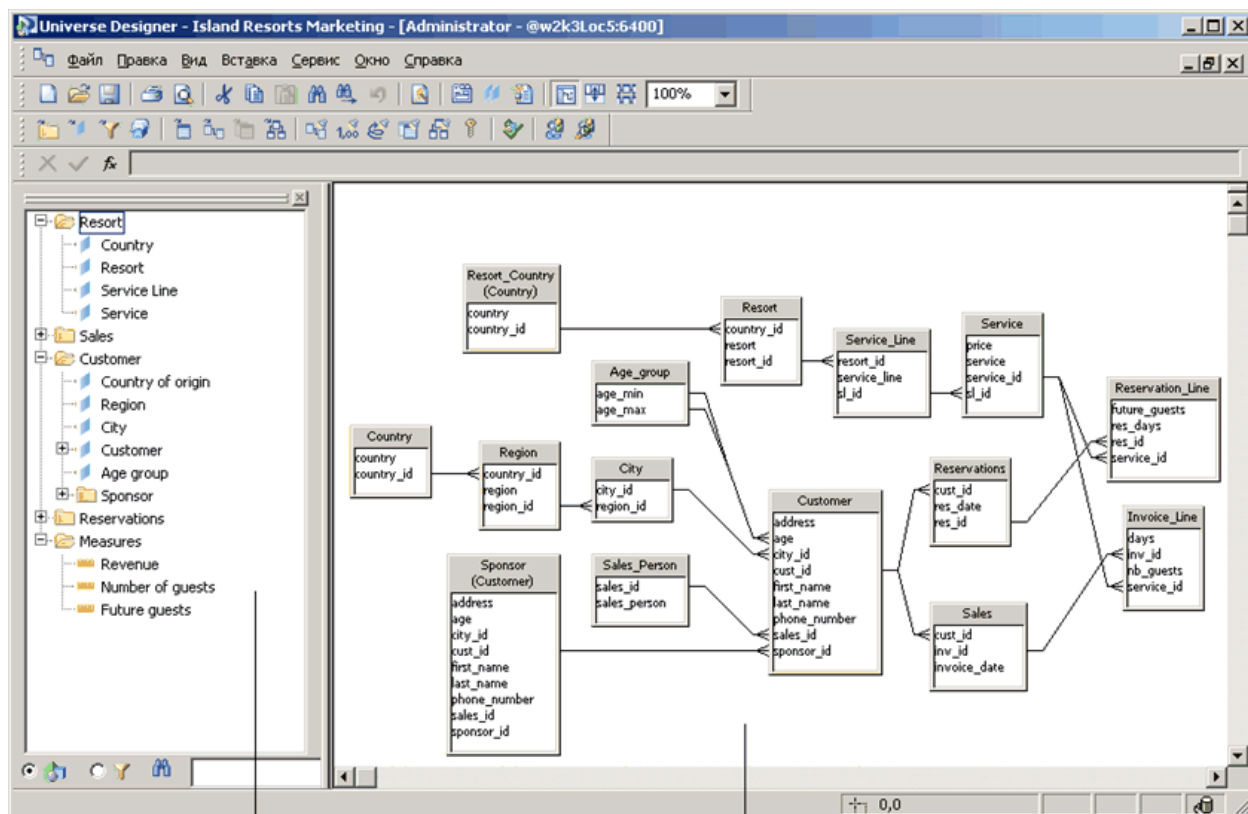 Universe Designer - Island Resorts Marketing - [Administrator - @w2k3Loc5:6400]
Файл Правка Вид Вставка Сервис Окно Справка
100%
1,00
fx
Resort
Country
Resort
Service Line
Service
Sales
Customer
Country of origin
Region
City
Customer
Age group
Sponsor
Reservations
Measures
Revenue
Number of guests
Future guests
Resort_Country
(Country)
country
country_id
Resort
country_id
resort
resort_id
Service_Line
resort_id
service_line
sl_id
Service
price
service
service_id
sl_id
Reservation_Line
future_guests
res_days
res_id
service_id
Age_group
age_min
age_max
Country
country
country_id
Region
country_id
region
region_id
City
city_id
region_id
Customer
address
age
city_id
cust_id
first_name
last_name
phone_number
sales_id
sponsor_id
Reservations
cust_id
res_date
res_id
Invoice_Line
days
inv_id
nb_guests
service_id
Sponsor
(Customer)
address
age
city_id
cust_id
first_name
last_name
phone_number
sales_id
sponsor_id
Sales_Person
sales_id
sales_person
Sales
cust_id
inv_id
invoice_date
0,0